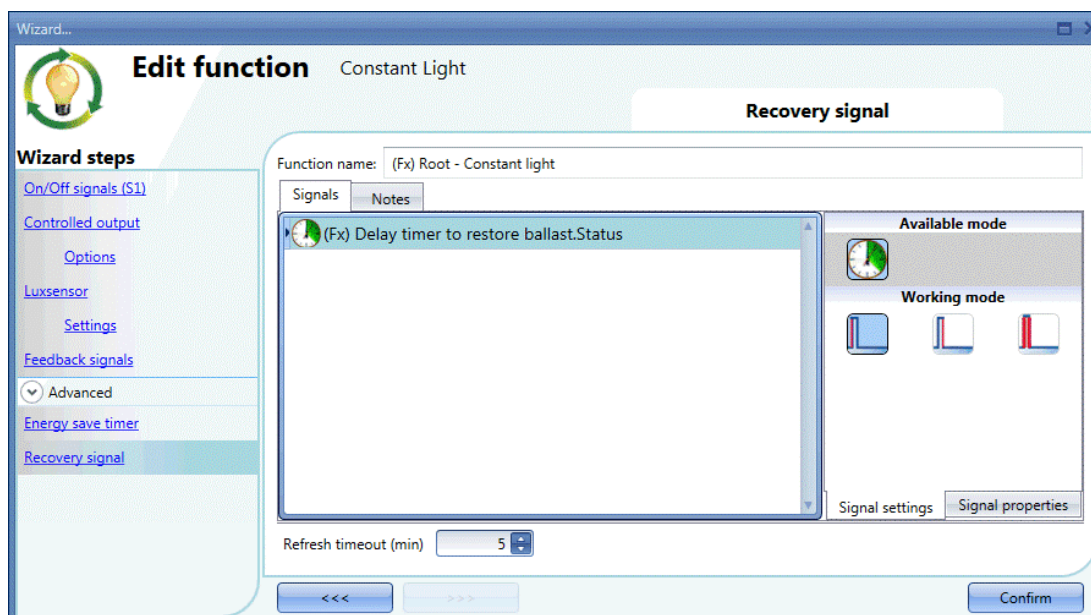 Wizard...
Edit function Constant Light
Recovery signal
Wizard steps
On/Off signals (S1)
Controlled output
Options
Luxsensor
Settings
Feedback signals
Advanced
Energy save timer
Recovery signal
Function name: (Fx) Root - Constant light
Signals Notes
(Fx) Delay timer to restore ballast.Status
Available mode
Working mode
Signal settings Signal properties
Refresh timeout (min) 5
<<< >>> Confirm